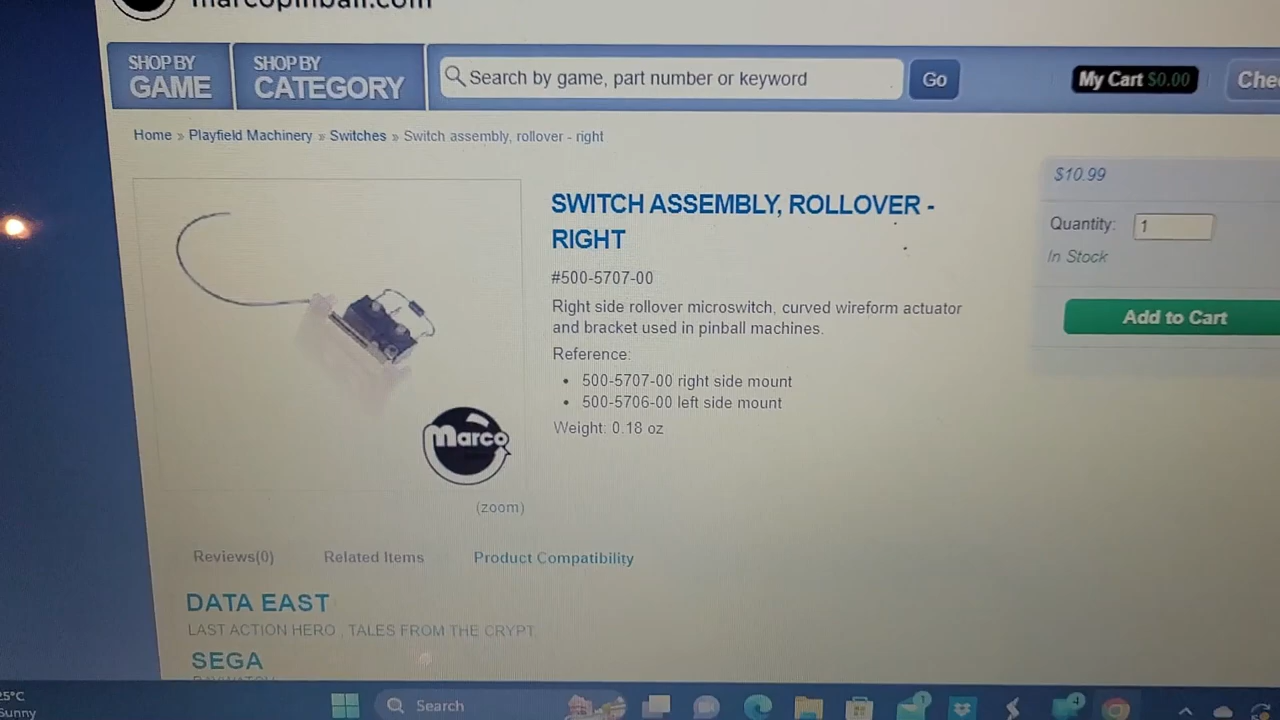 marcopinball.com
SHOP BY GAME
SHOP BY CATEGORY
Search by game, part number or keyword
Go
My Cart $0.00
Home » Playfield Machinery » Switches » Switch assembly, rollover - right
$10.99
Quantity: 1
In Stock
Add to Cart
SWITCH ASSEMBLY, ROLLOVER -
RIGHT
#500-5707-00
Right side rollover microswitch, curved wireform actuator
and bracket used in pinball machines.
Reference:
• 500-5707-00 right side mount
• 500-5706-00 left side mount
Weight: 0.18 oz
marco
(zoom)
Reviews(0) Related Items Product Compatibility
DATA EAST
LAST ACTION HERO , TALES FROM THE CRYPT
SEGA
5°C
Sunny
Search
1
4